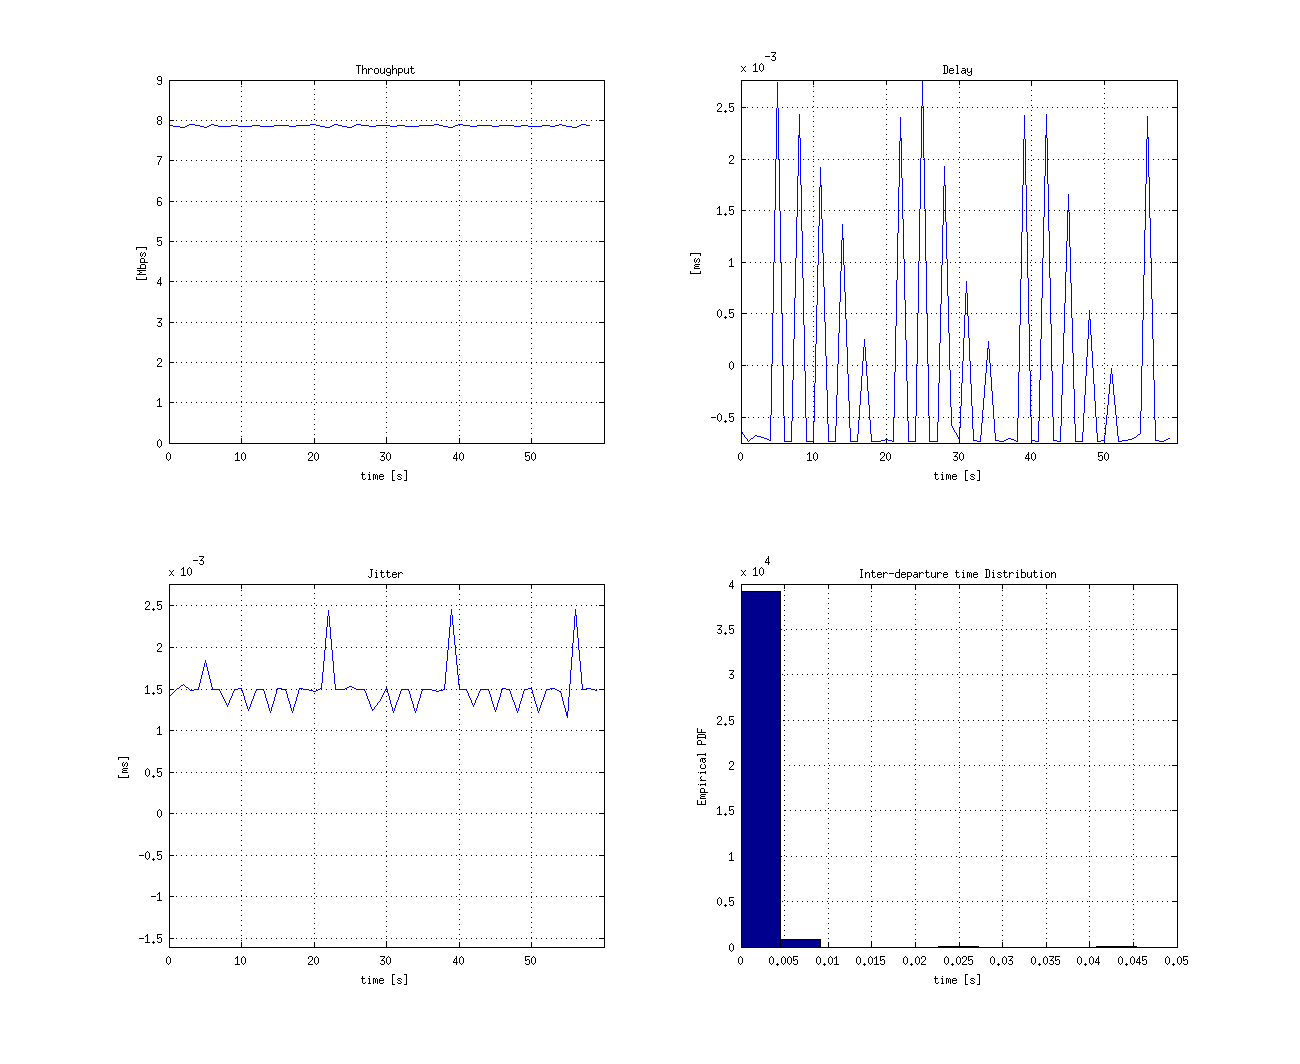 Throughput
9
8
7
6
5
4
3
2
1
0
[Mbps]
0 10 20 30 40 50
time [s]
x 10 -3
Delay
2.5
2
1.5
1
0.5
0
-0.5
[ms]
0 10 20 30 40 50
time [s]
x 10 -3
Jitter
2.5
2
1.5
1
0.5
0
-0.5
-1
-1.5
[ms]
0 10 20 30 40 50
time [s]
x 10 4
Inter-departure time Distribution
4
3.5
3
2.5
2
1.5
1
0.5
0
Empirical PDF
0 0.005 0.01 0.015 0.02 0.025 0.03 0.035 0.04 0.045 0.05
time [s]